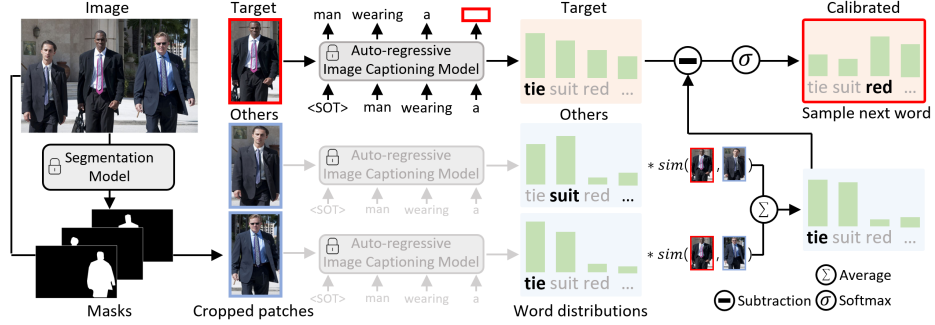 Image
Target
man wearing a
Auto-regressive
Image Captioning Model
<SOT> man wearing a
Target
tie suit red ...
σ
Calibrated
tie suit red ...
Sample next word
Segmentation
Model
Masks
Others
Auto-regressive
Image Captioning Model
<SOT> man wearing a
Others
tie suit red ...
* sim( , )
Auto-regressive
Image Captioning Model
<SOT> man wearing a
tie suit red ...
* sim( , )
Σ
tie suit red ...
Cropped patches
Word distributions
Σ Average
Subtraction
σ Softmax